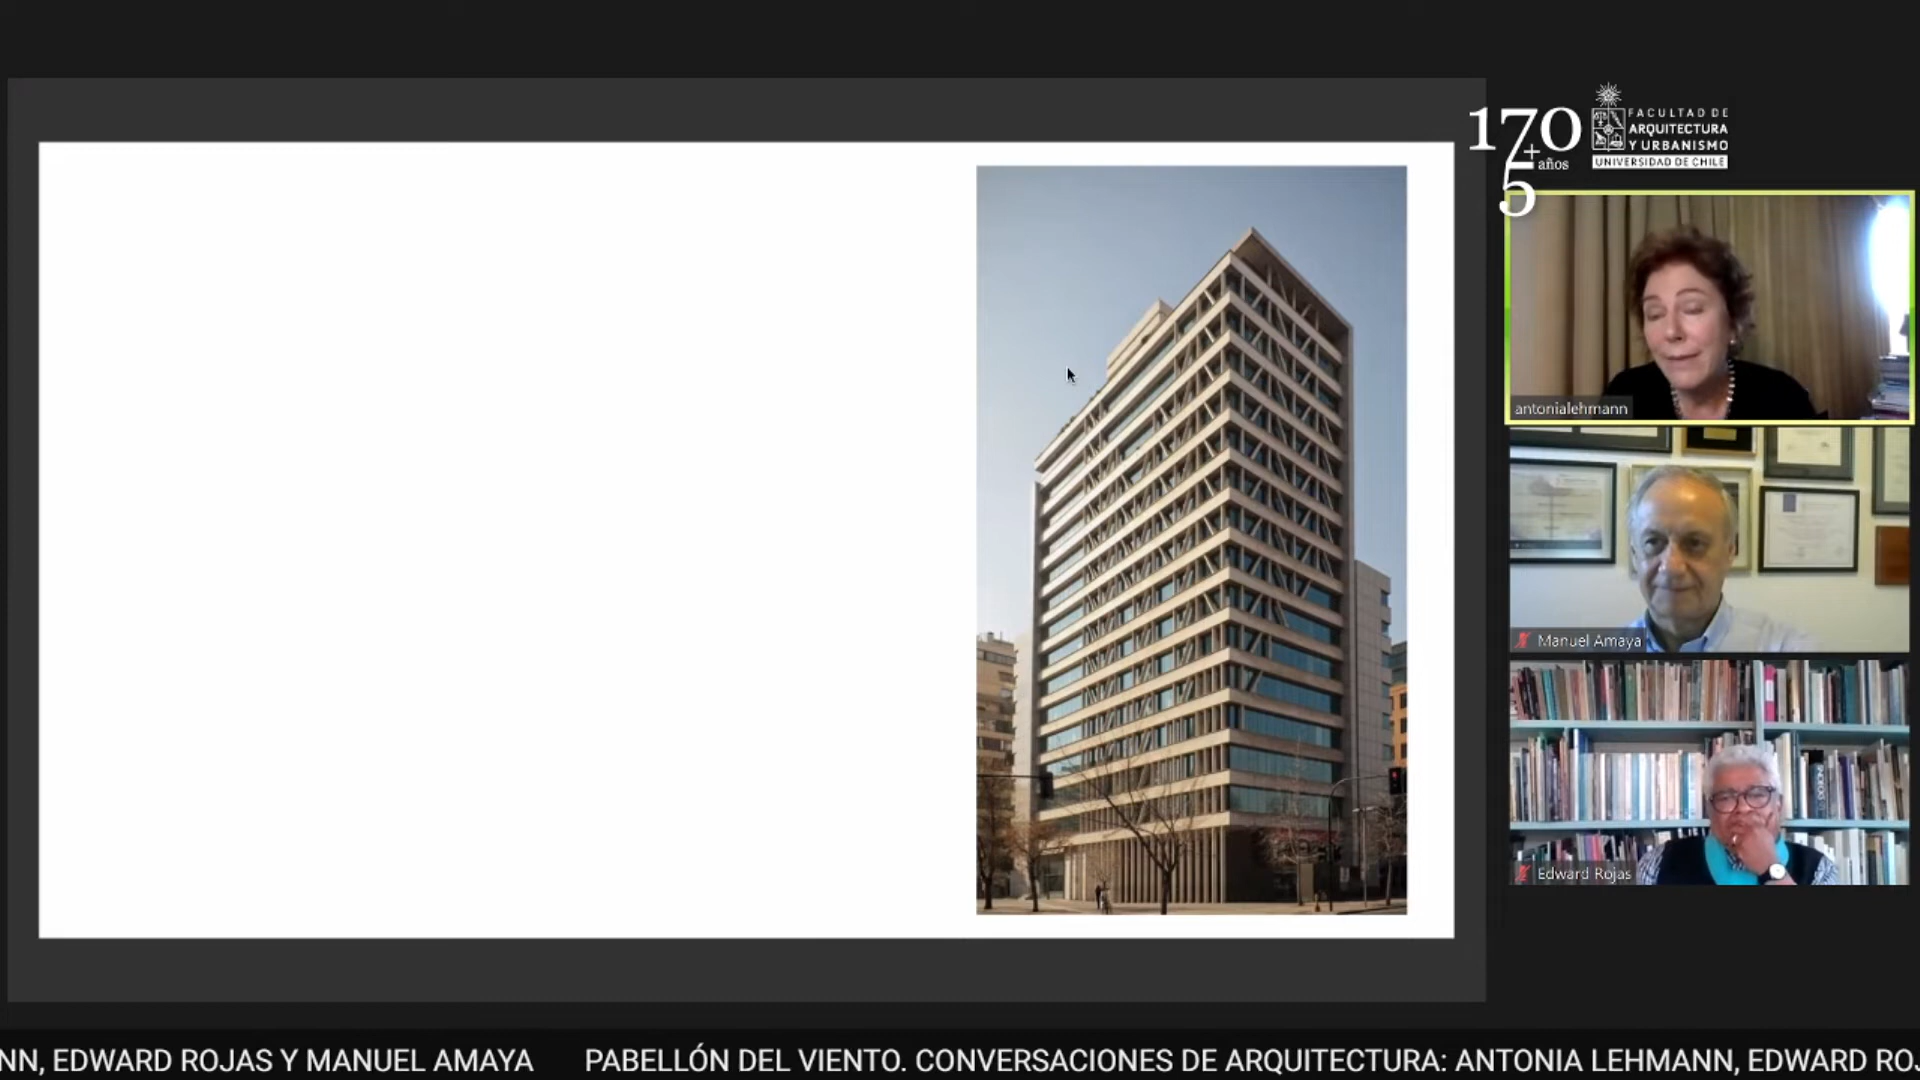 170
+
5
años
FACULTAD DE
ARQUITECTURA
Y URBANISMO
UNIVERSIDAD DE CHILE
antonialehmann
Manuel Amaya
Edward Rojas
NN, EDWARD ROJAS Y MANUEL AMAYA PABELLÓN DEL VIENTO. CONVERSACIONES DE ARQUITECTURA: ANTONIA LEHMANN, EDWARD ROJ